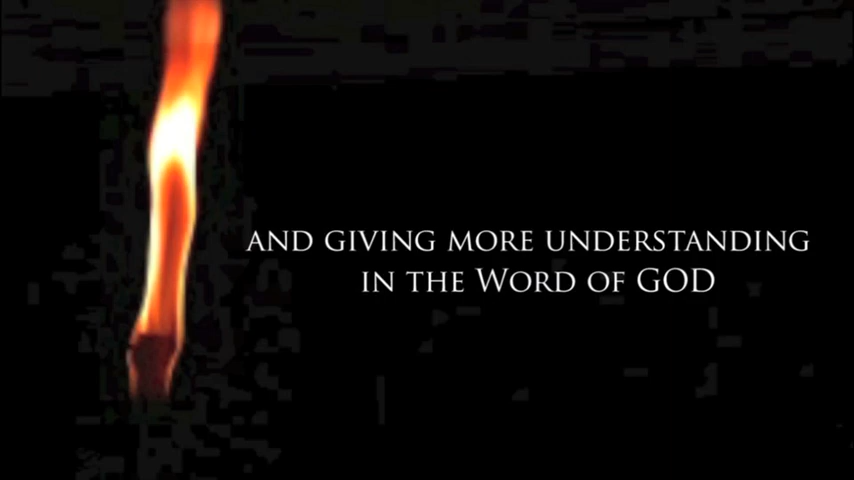 AND GIVING MORE UNDERSTANDING
IN THE WORD OF GOD